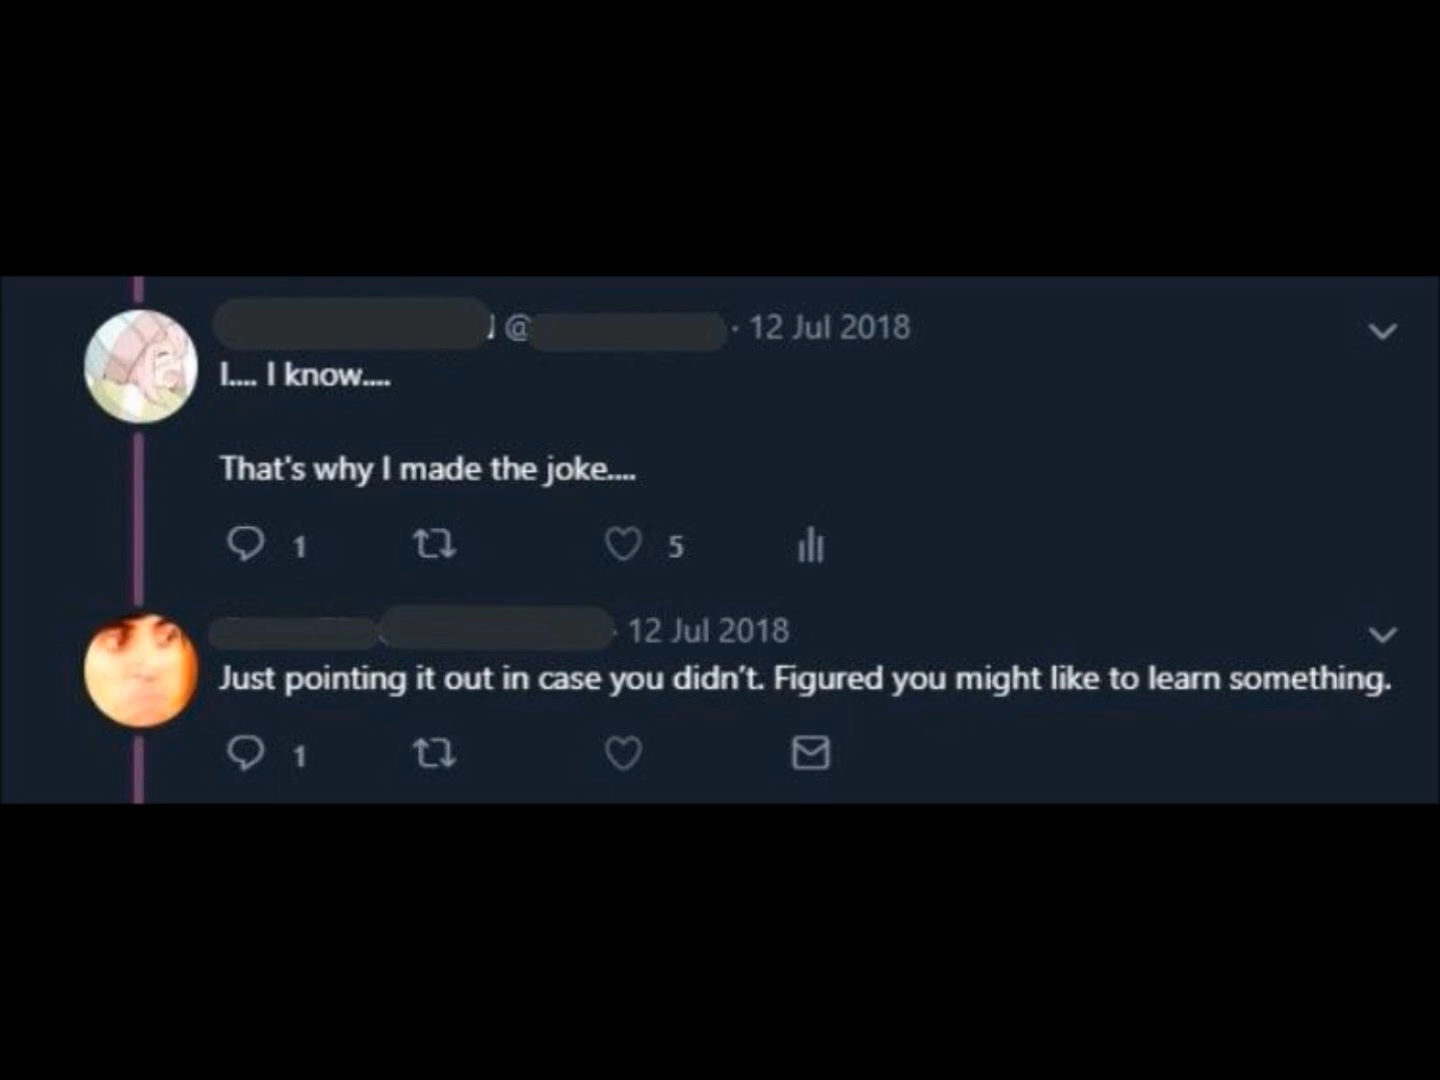 @ · 12 Jul 2018
I.... I know....
That's why I made the joke....
1 5
· 12 Jul 2018
Just pointing it out in case you didn't. Figured you might like to learn something.
1